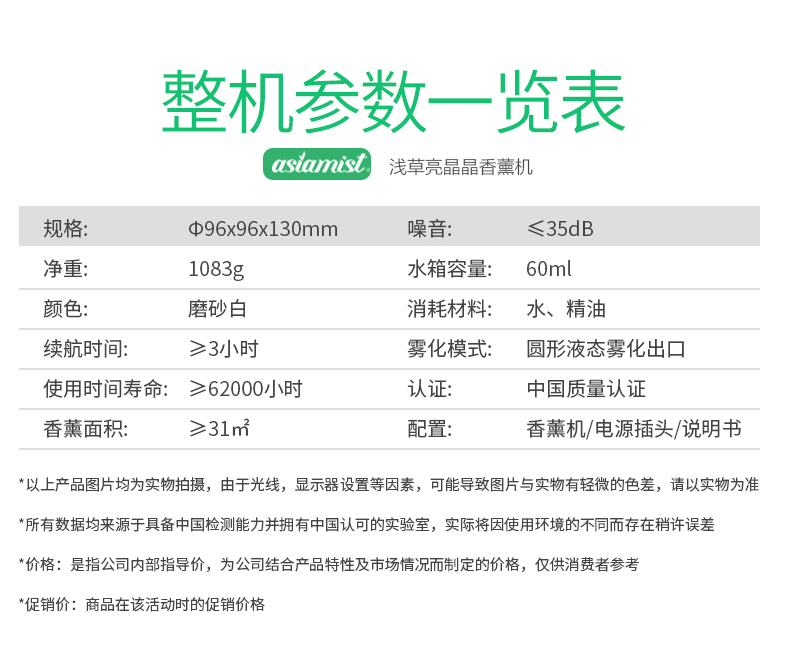 整机参数一览表
asiamist 浅草亮晶晶香薰机
规格: Φ96x96x130mm 噪音: ≤35dB
净重: 1083g 水箱容量: 60ml
颜色: 磨砂白 消耗材料: 水、精油
续航时间: ≥3小时 雾化模式: 圆形液态雾化出口
使用时间寿命: ≥62000小时 认证: 中国质量认证
香薰面积: ≥31㎡ 配置: 香薰机/电源插头/说明书
*以上产品图片均为实物拍摄，由于光线，显示器设置等因素，可能导致图片与实物有轻微的色差，请以实物为准
*所有数据均来源于具备中国检测能力并拥有中国认可的实验室，实际将因使用环境的不同而存在稍许误差
*价格：是指公司内部指导价，为公司结合产品特性及市场情况而制定的价格，仅供消费者参考
*促销价：商品在该活动时的促销价格